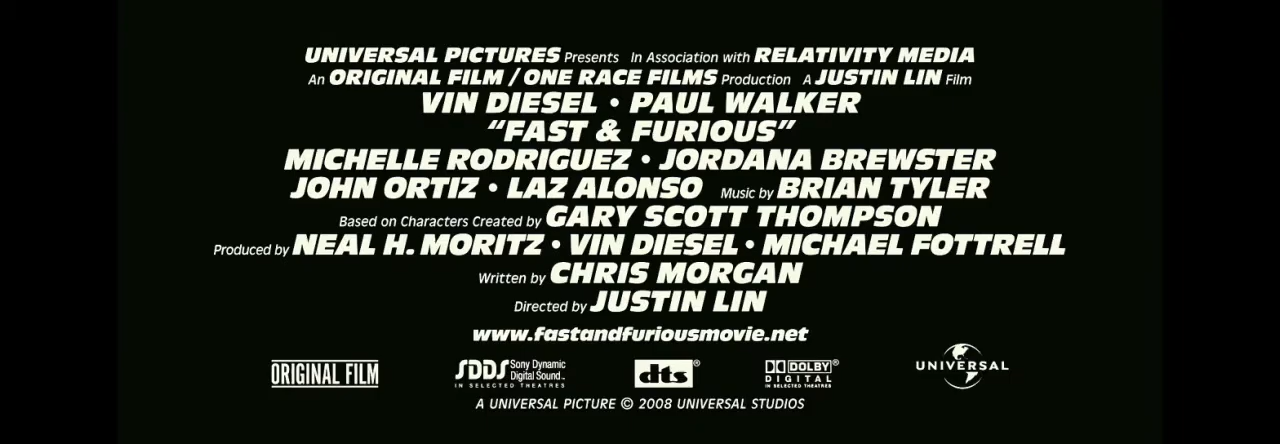 UNIVERSAL PICTURES Presents In Association with RELATIVITY MEDIA
An ORIGINAL FILM / ONE RACE FILMS Production A JUSTIN LIN Film
VIN DIESEL • PAUL WALKER
"FAST & FURIOUS"
MICHELLE RODRIGUEZ • JORDANA BREWSTER
JOHN ORTIZ • LAZ ALONSO Music by BRIAN TYLER
Based on Characters Created by GARY SCOTT THOMPSON
Produced by NEAL H. MORITZ • VIN DIESEL • MICHAEL FOTTRELL
Written by CHRIS MORGAN
Directed by JUSTIN LIN
www.fastandfuriousmovie.net
ORIGINAL FILM
SDDS Sony Dynamic
Digital Sound™
IN SELECTED THEATRES
dts®
DOLBY®
DIGITAL
IN SELECTED THEATRES
UNIVERSAL
A UNIVERSAL PICTURE © 2008 UNIVERSAL STUDIOS